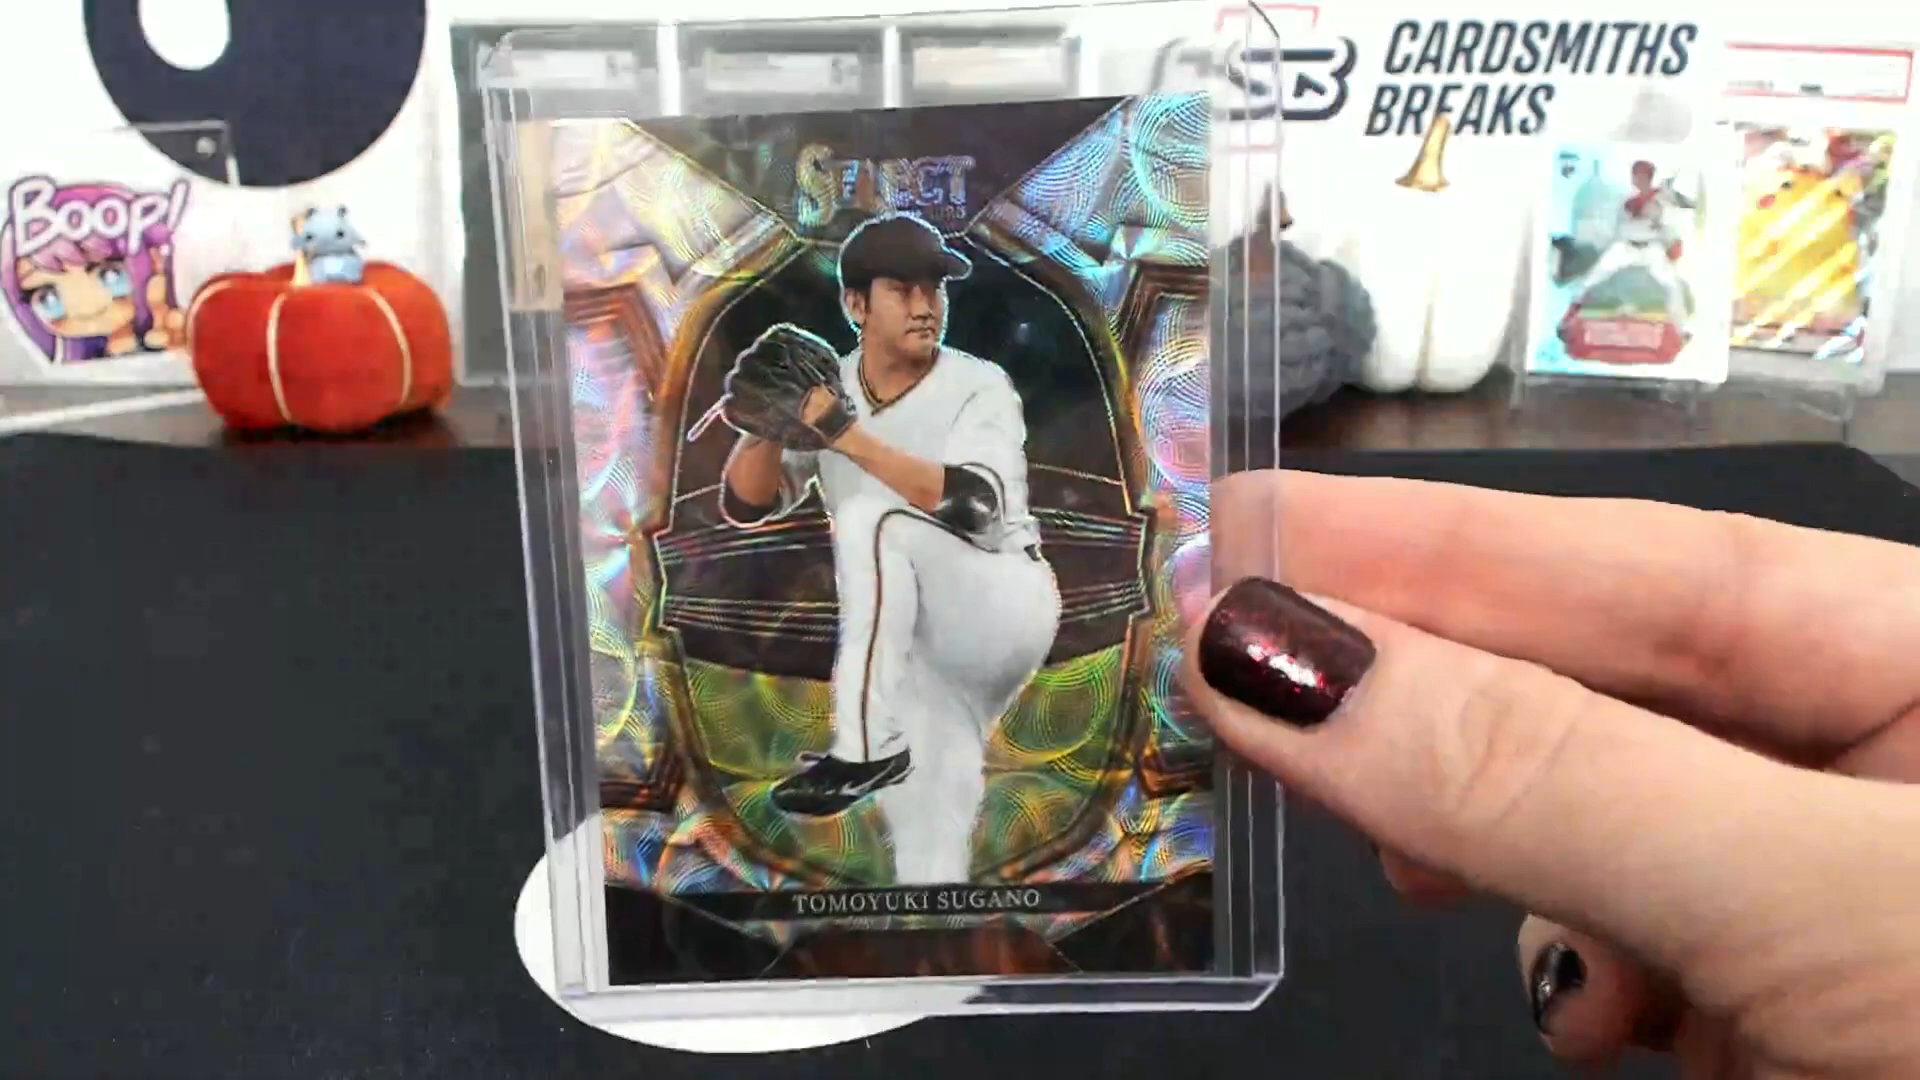 CARDSMITHS
BREAKS
BOOP!
SELECT
TOMOYUKI SUGANO